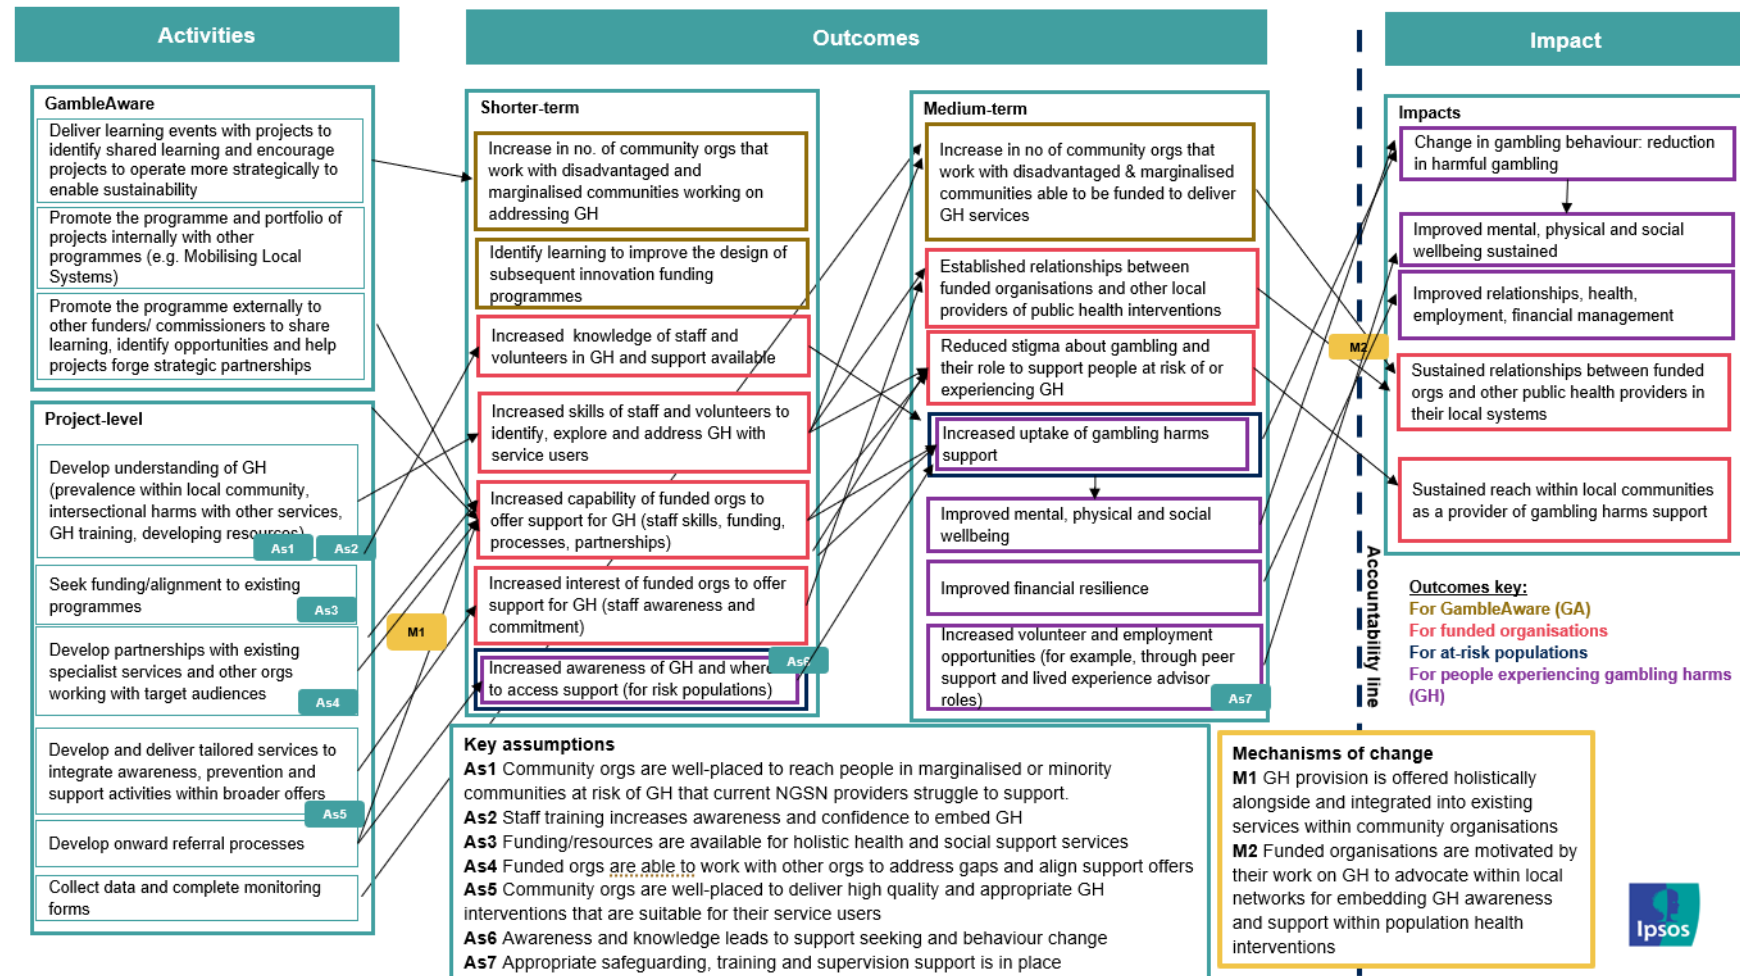 Activities
Outcomes
Impact
GambleAware
Deliver learning events with projects to
identify shared learning and encourage
projects to operate more strategically to
enable sustainability
Promote the programme and portfolio of
projects internally with other
programmes (e.g. Mobilising Local
Systems)
Promote the programme externally to
other funders/ commissioners to share
learning, identify opportunities and help
projects forge strategic partnerships
Project-level
Develop understanding of GH
(prevalence within local community,
intersectional harms with other services,
GH training, developing resources)
As1
As2
Seek funding/alignment to existing
programmes
As3
Develop partnerships with existing
specialist services and other orgs
working with target audiences
As4
Develop and deliver tailored services to
integrate awareness, prevention and
support activities within broader offers
As5
Develop onward referral processes
Collect data and complete monitoring
forms
M1
Shorter-term
Increase in no. of community orgs that
work with disadvantaged and
marginalised communities working on
addressing GH
Identify learning to improve the design of
subsequent innovation funding
programmes
Increased knowledge of staff and
volunteers in GH and support available
Increased skills of staff and volunteers to
identify, explore and address GH with
service users
Increased capability of funded orgs to
offer support for GH (staff skills, funding,
processes, partnerships)
Increased interest of funded orgs to offer
support for GH (staff awareness and
commitment)
Increased awareness of GH and where
to access support (for risk populations)
As6
Medium-term
Increase in no of community orgs that
work with disadvantaged & marginalised
communities able to be funded to deliver
GH services
Established relationships between
funded organisations and other local
providers of public health interventions
Reduced stigma about gambling and
their role to support people at risk of or
experiencing GH
Increased uptake of gambling harms
support
Improved mental, physical and social
wellbeing
Improved financial resilience
Increased volunteer and employment
opportunities (for example, through peer
support and lived experience advisor
roles)
As7
M2
Accountability line
Impacts
Change in gambling behaviour: reduction
in harmful gambling
Improved mental, physical and social
wellbeing sustained
Improved relationships, health,
employment, financial management
Sustained relationships between funded
orgs and other public health providers in
their local systems
Sustained reach within local communities
as a provider of gambling harms support
Outcomes key:
For GambleAware (GA)
For funded organisations
For at-risk populations
For people experiencing gambling harms
(GH)
Key assumptions
As1 Community orgs are well-placed to reach people in marginalised or minority
communities at risk of GH that current NGSN providers struggle to support.
As2 Staff training increases awareness and confidence to embed GH
As3 Funding/resources are available for holistic health and social support services
As4 Funded orgs are able to work with other orgs to address gaps and align support offers
As5 Community orgs are well-placed to deliver high quality and appropriate GH
interventions that are suitable for their service users
As6 Awareness and knowledge leads to support seeking and behaviour change
As7 Appropriate safeguarding, training and supervision support is in place
Mechanisms of change
M1 GH provision is offered holistically
alongside and integrated into existing
services within community organisations
M2 Funded organisations are motivated by
their work on GH to advocate within local
networks for embedding GH awareness
and support within population health
interventions
Ipsos